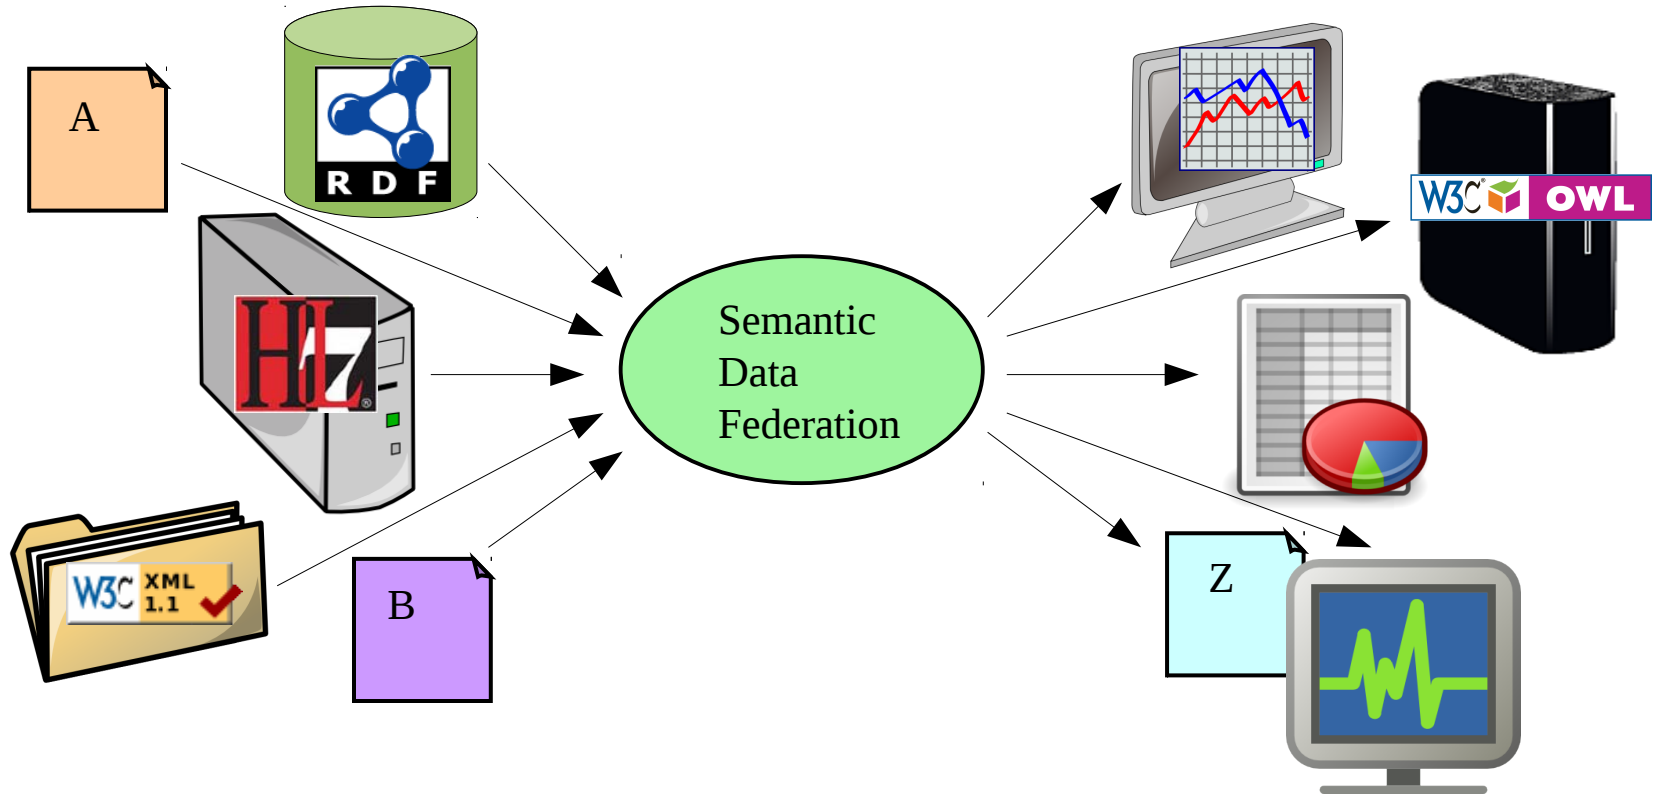 A
R D F
HL7
®
W3C XML
1.1
B
Semantic
Data
Federation
W3C® OWL
Z